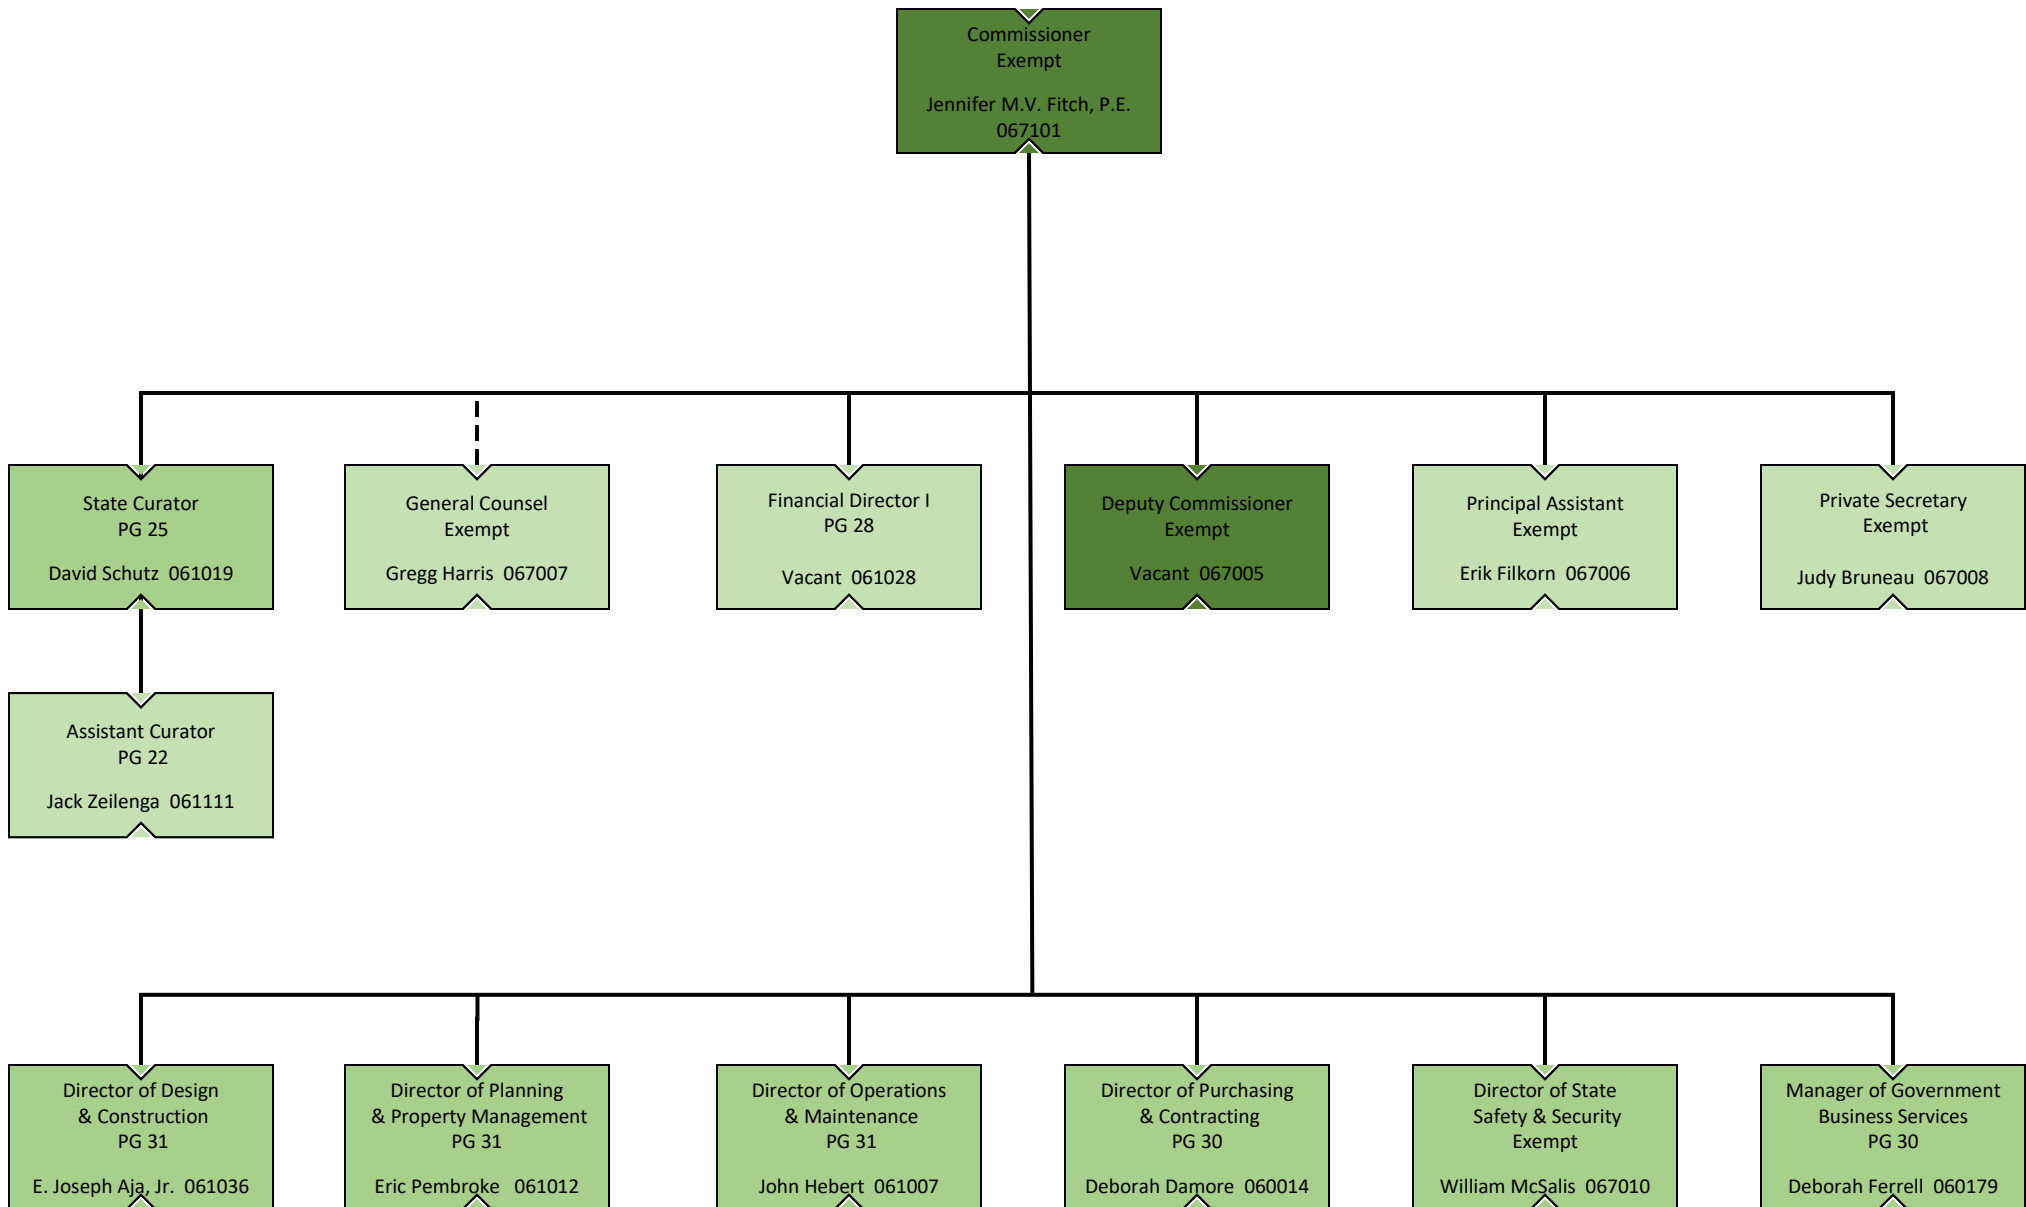 Commissioner
Exempt
Jennifer M.V. Fitch, P.E.
067101
State Curator
PG 25
David Schutz 061019
General Counsel
Exempt
Gregg Harris 067007
Financial Director I
PG 28
Vacant 061028
Deputy Commissioner
Exempt
Vacant 067005
Principal Assistant
Exempt
Erik Filkorn 067006
Private Secretary
Exempt
Judy Bruneau 067008
Assistant Curator
PG 22
Jack Zeilenga 061111
Director of Design
& Construction
PG 31
E. Joseph Aja, Jr. 061036
Director of Planning
& Property Management
PG 31
Eric Pembroke 061012
Director of Operations
& Maintenance
PG 31
John Hebert 061007
Director of Purchasing
& Contracting
PG 30
Deborah Damore 060014
Director of State
Safety & Security
Exempt
William McSalis 067010
Manager of Government
Business Services
PG 30
Deborah Ferrell 060179